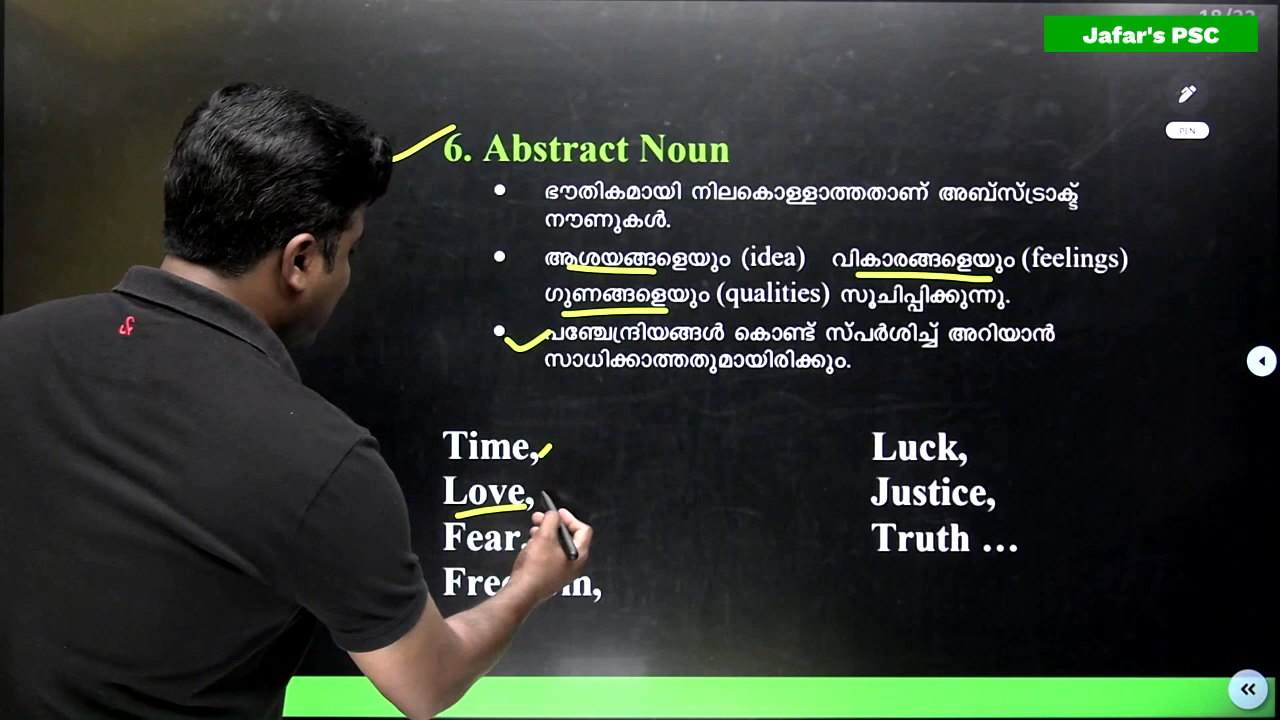 Jafar's PSC
PEN
6. Abstract Noun
ഭൗതികമായി നിലകൊള്ളാത്തതാണ് അബ്സ്ട്രാക്ട്
നൗണുകൾ.
ആശയങ്ങളെയും (idea) വികാരങ്ങളെയും (feelings)
ഗുണങ്ങളെയും (qualities) സൂചിപ്പിക്കുന്നു.
പഞ്ചേന്ദ്രിയങ്ങൾ കൊണ്ട് സ്പർശിച്ച് അറിയാൻ
സാധിക്കാത്തതുമായിരിക്കും.
Time,
Love,
Fear
Luck,
Justice,
Truth ...